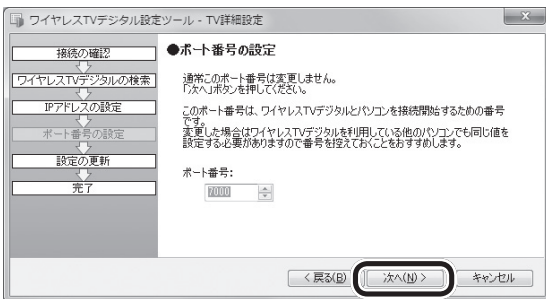 ワイヤレスTVデジタル設定ツール - TV詳細設定
接続の確認
ワイヤレスTVデジタルの検索
IPアドレスの設定
ポート番号の設定
設定の更新
完了
●ポート番号の設定
通常このポート番号は変更しません。
「次へ」ボタンを押してください。
このポート番号は、ワイヤレスTVデジタルとパソコンを接続開始するための番号
です。
変更した場合はワイヤレスTVデジタルを利用している他のパソコンでも同じ値を
設定する必要がありますので番号を控えておくことをおすすめします。
ポート番号:
7000
< 戻る(B)
次へ(N) >
キャンセル